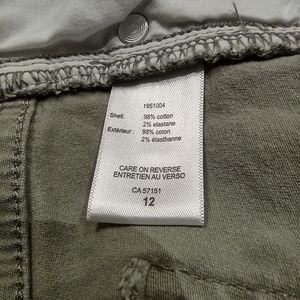 1951004
Shell: 98% cotton
2% elastane
Extérieur: 98% coton
2% élasthanne
CARE ON REVERSE
ENTRETIEN AU VERSO
CA 57151
12